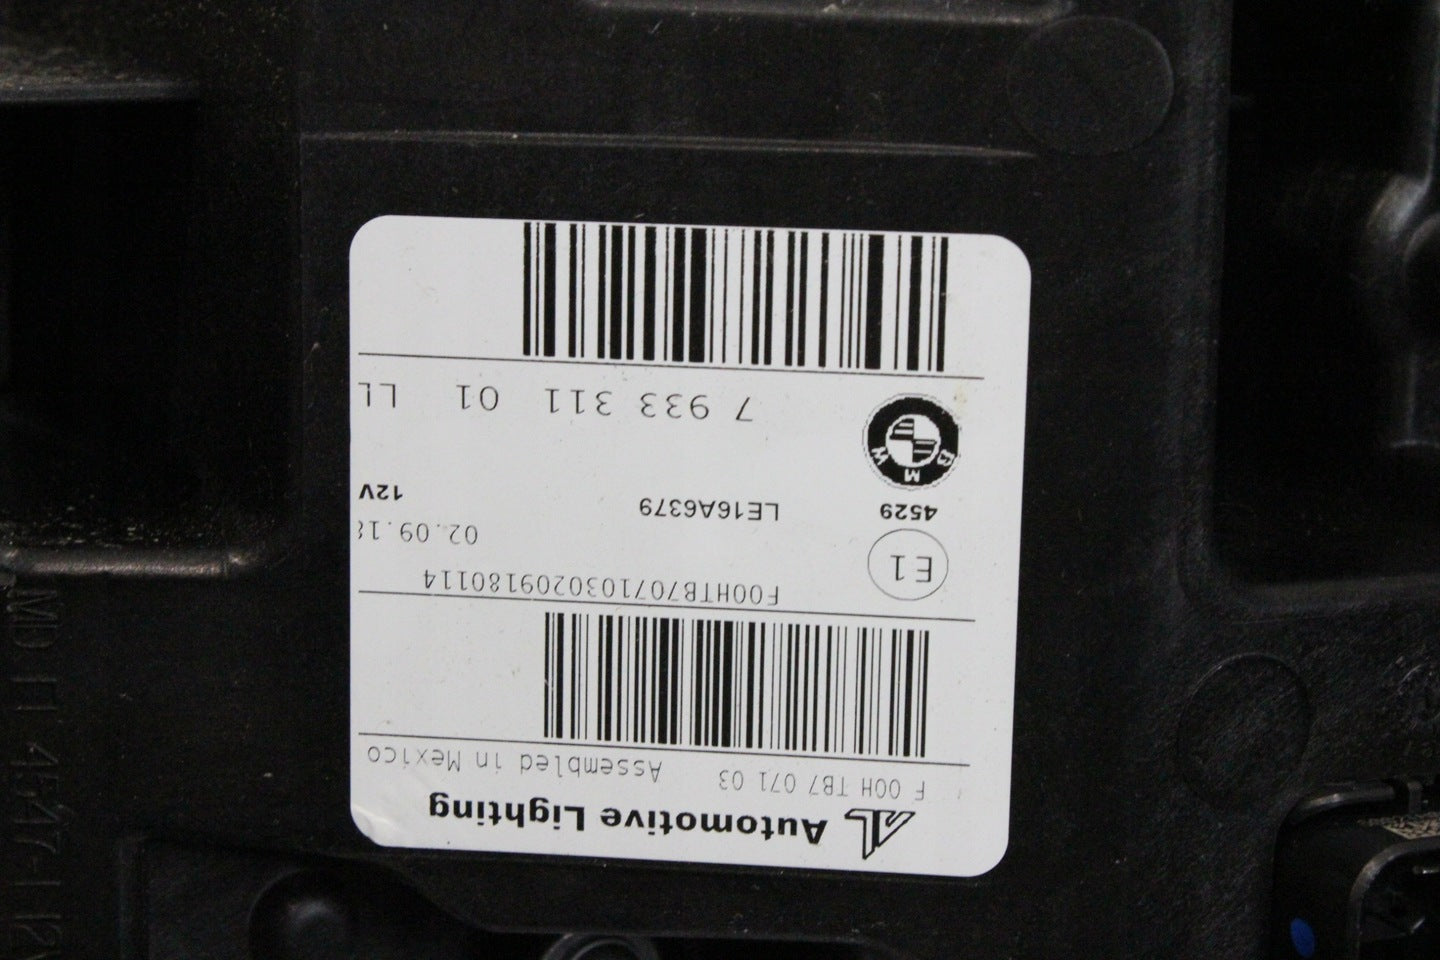 Automotive Lighting
F 00H TB7 071 03 Assembled in Mexico
F00HTB7071030209180114
E1
02.09.18
4529 LE16A6379 12V
BMW
7 933 311 01 LL